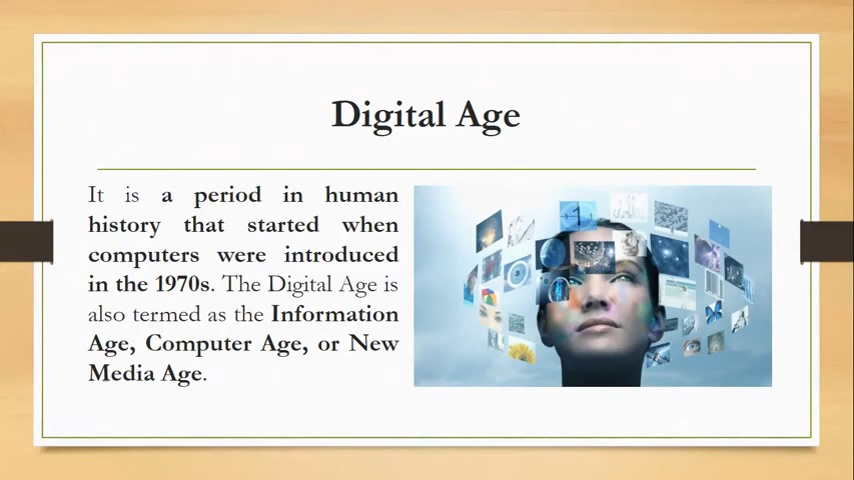 Digital Age
It is a period in human
history that started when
computers were introduced
in the 1970s. The Digital Age is
also termed as the Information
Age, Computer Age, or New
Media Age.